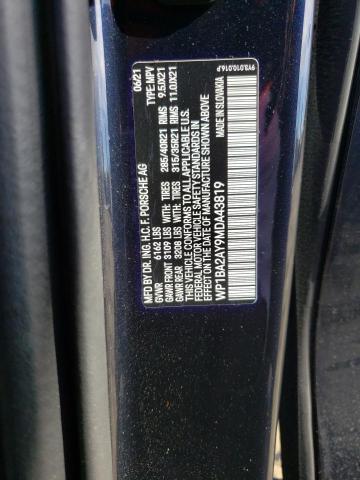 MFD BY DR. ING. H.C. F. PORSCHE AG 06/21
GVWR 6162 LBS TYPE: MPV
GAWR FRONT 3109 LBS WITH TIRES 285/40R21 RIMS 9.5JX21
GAWR REAR 3208 LBS WITH TIRES 315/35R21 RIMS 11.0JX21
THIS VEHICLE CONFORMS TO ALL APPLICABLE U.S.
FEDERAL MOTOR VEHICLE SAFETY STANDARDS IN
EFFECT ON THE DATE OF MANUFACTURE SHOWN ABOVE
WP1BA2AY9MDA43819 MADE IN SLOVAKIA
9Y3.010.016.P